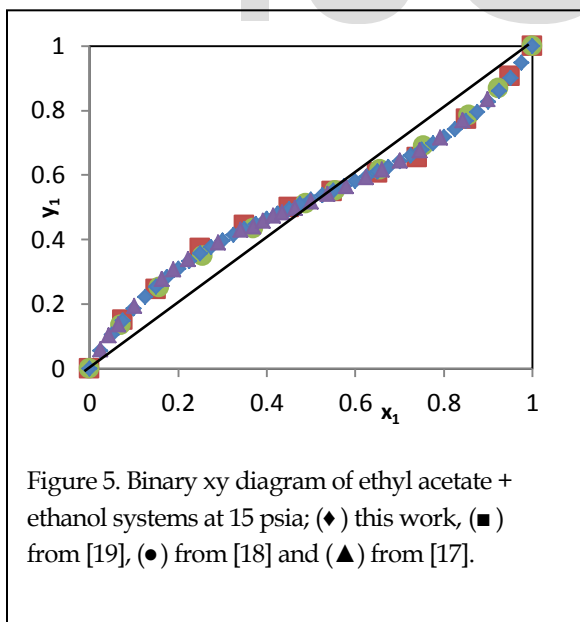 1
0.8
0.6
y1
0.4
0.2
0
0 0.2 0.4 0.6 0.8 1
x1
Figure 5. Binary xy diagram of ethyl acetate +
ethanol systems at 15 psia; (♦) this work, (■)
from [19], (●) from [18] and (▲) from [17].